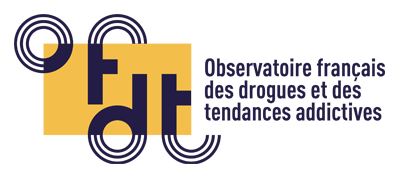 ofdt
Observatoire français
des drogues et des
tendances addictives